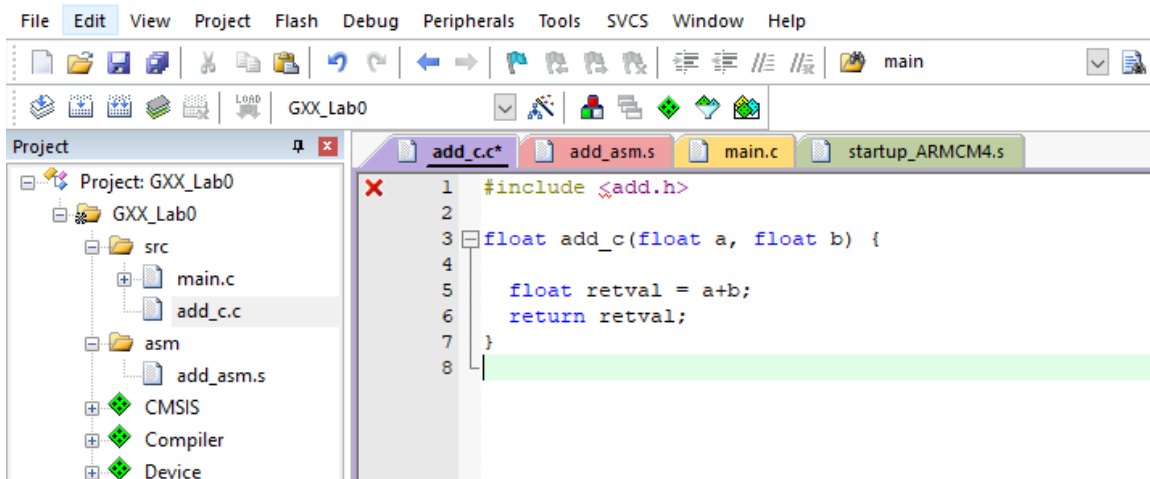 File Edit View Project Flash Debug Peripherals Tools SVCS Window Help
main
LOAD GXX_Lab0
Project
Project: GXX_Lab0
GXX_Lab0
src
main.c
add_c.c
asm
add_asm.s
CMSIS
Compiler
Device
add_c.c* add_asm.s main.c startup_ARMCM4.s
1 #include <add.h>
2
3 float add_c(float a, float b) {
4
5 float retval = a+b;
6 return retval;
7 }
8